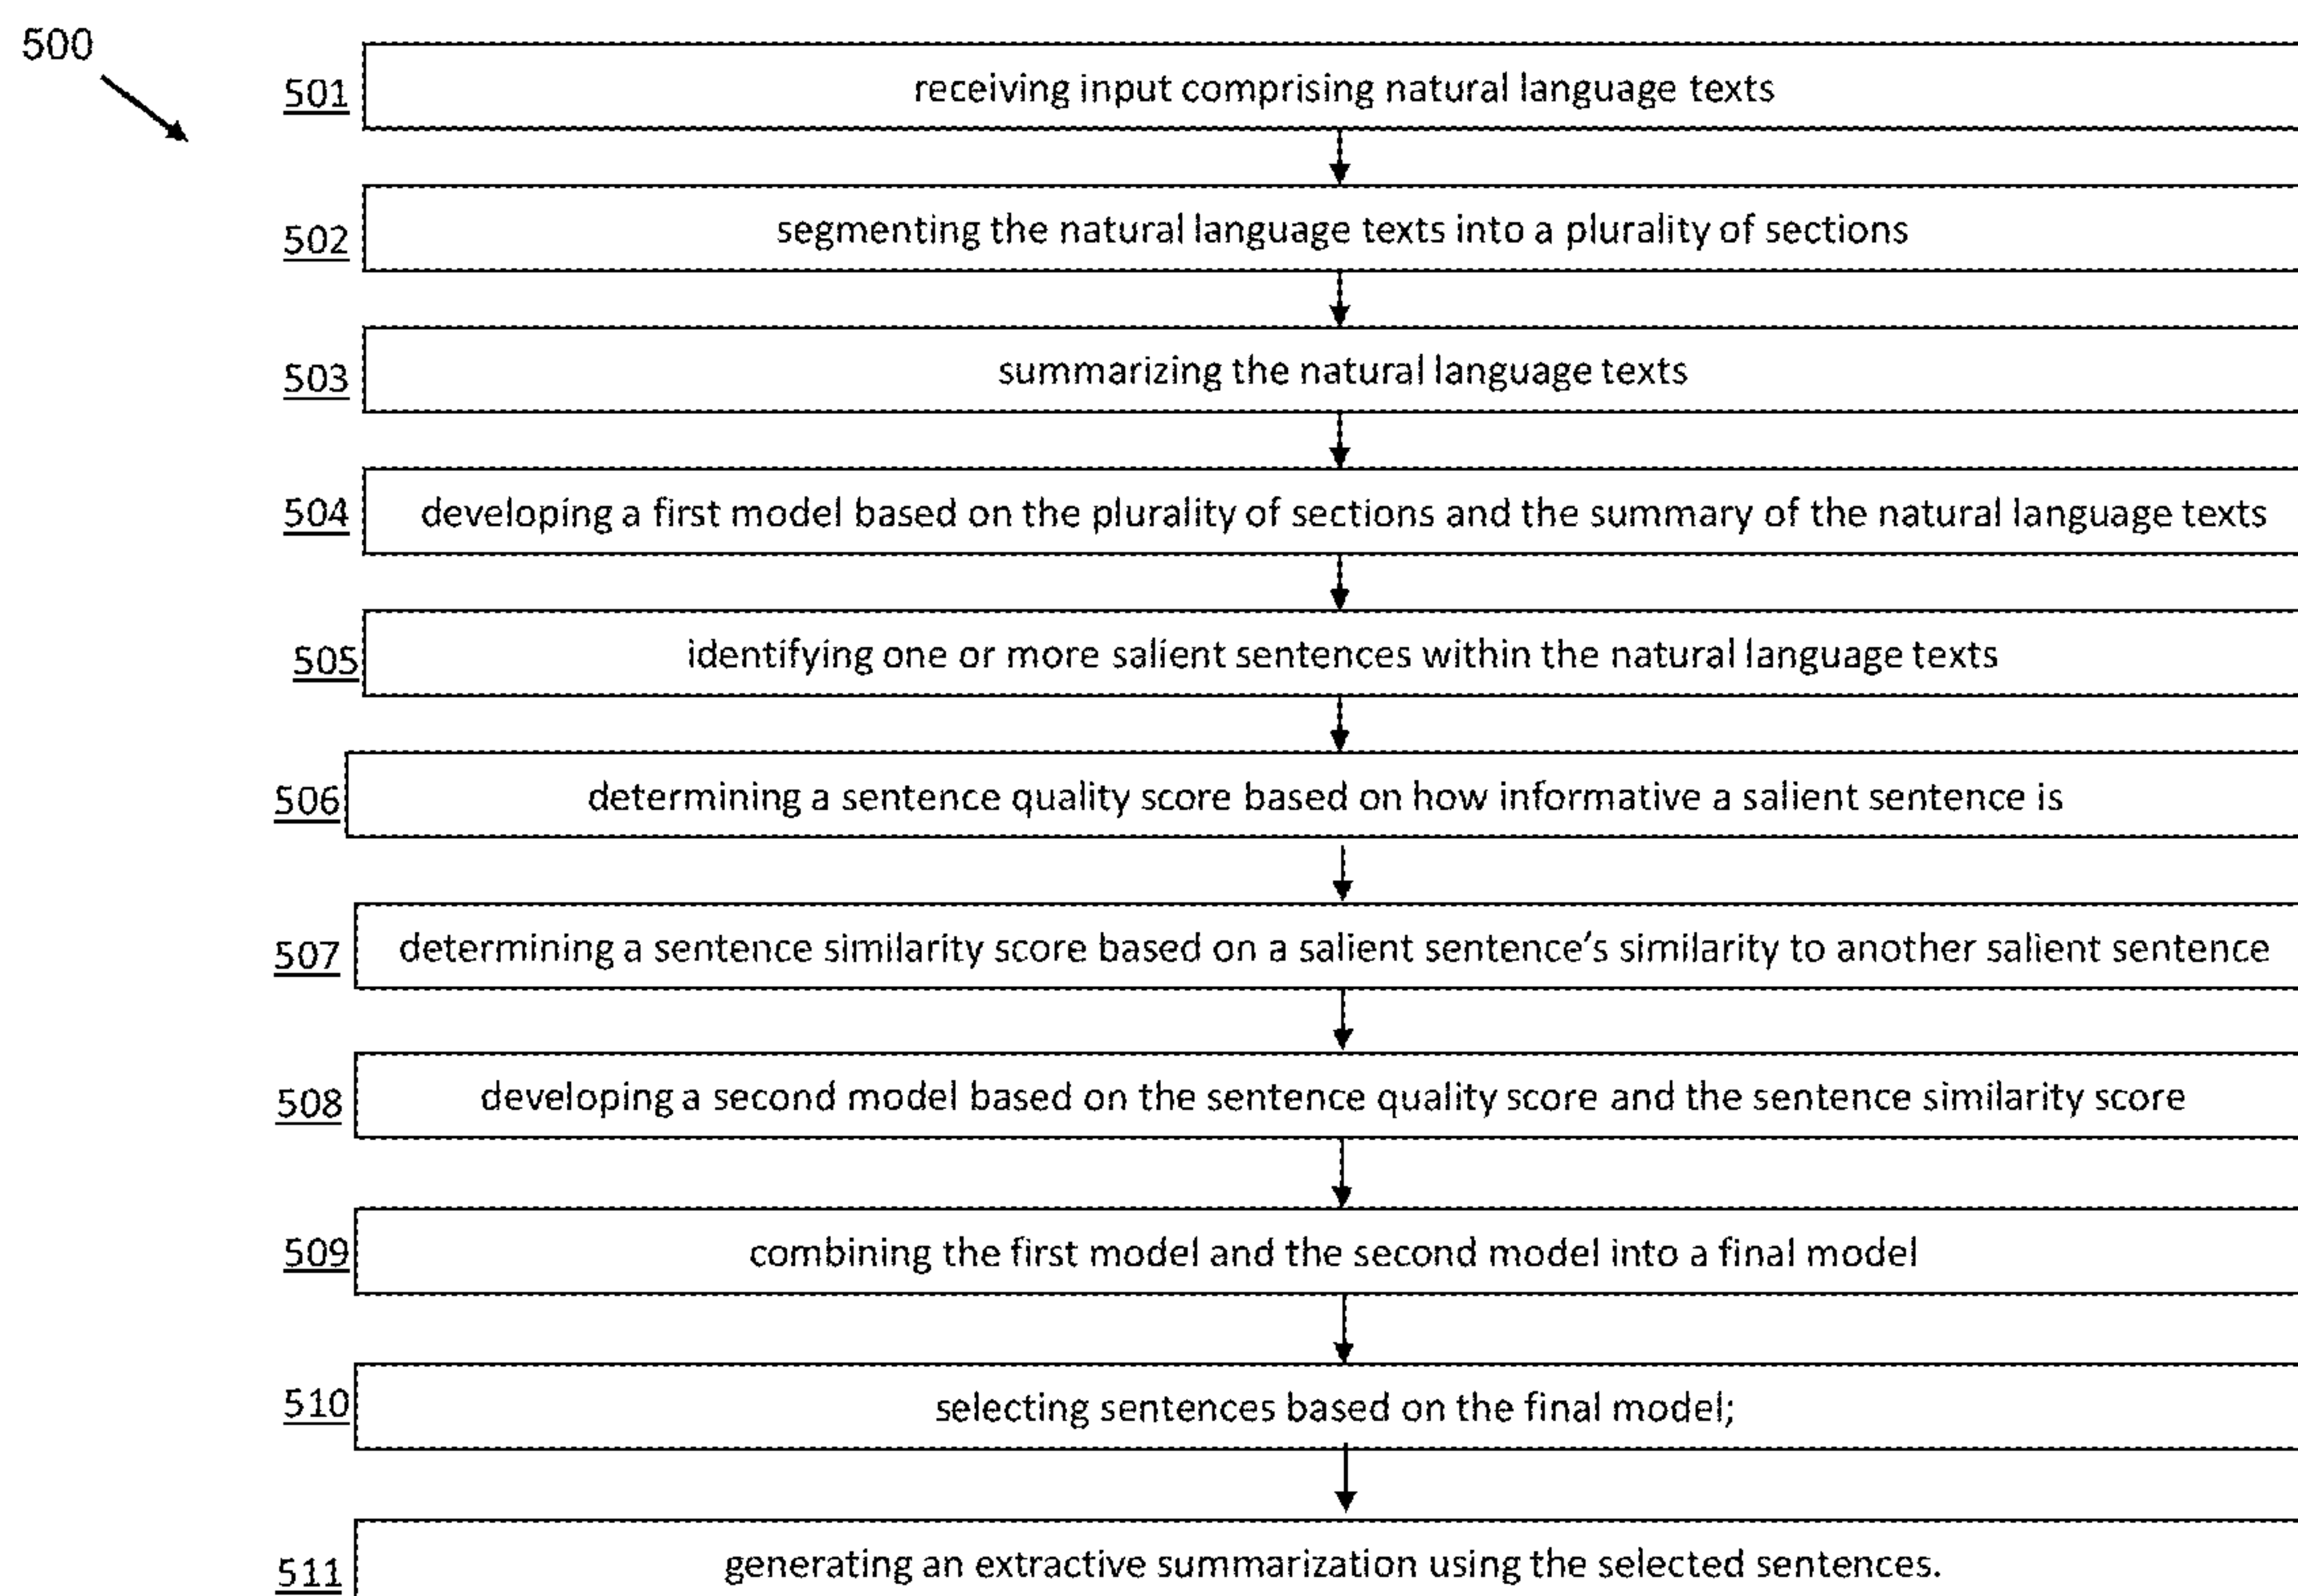 500
501 receiving input comprising natural language texts
502 segmenting the natural language texts into a plurality of sections
503 summarizing the natural language texts
504 developing a first model based on the plurality of sections and the summary of the natural language texts
505 identifying one or more salient sentences within the natural language texts
506 determining a sentence quality score based on how informative a salient sentence is
507 determining a sentence similarity score based on a salient sentence’s similarity to another salient sentence
508 developing a second model based on the sentence quality score and the sentence similarity score
509 combining the first model and the second model into a final model
510 selecting sentences based on the final model;
511 generating an extractive summarization using the selected sentences.